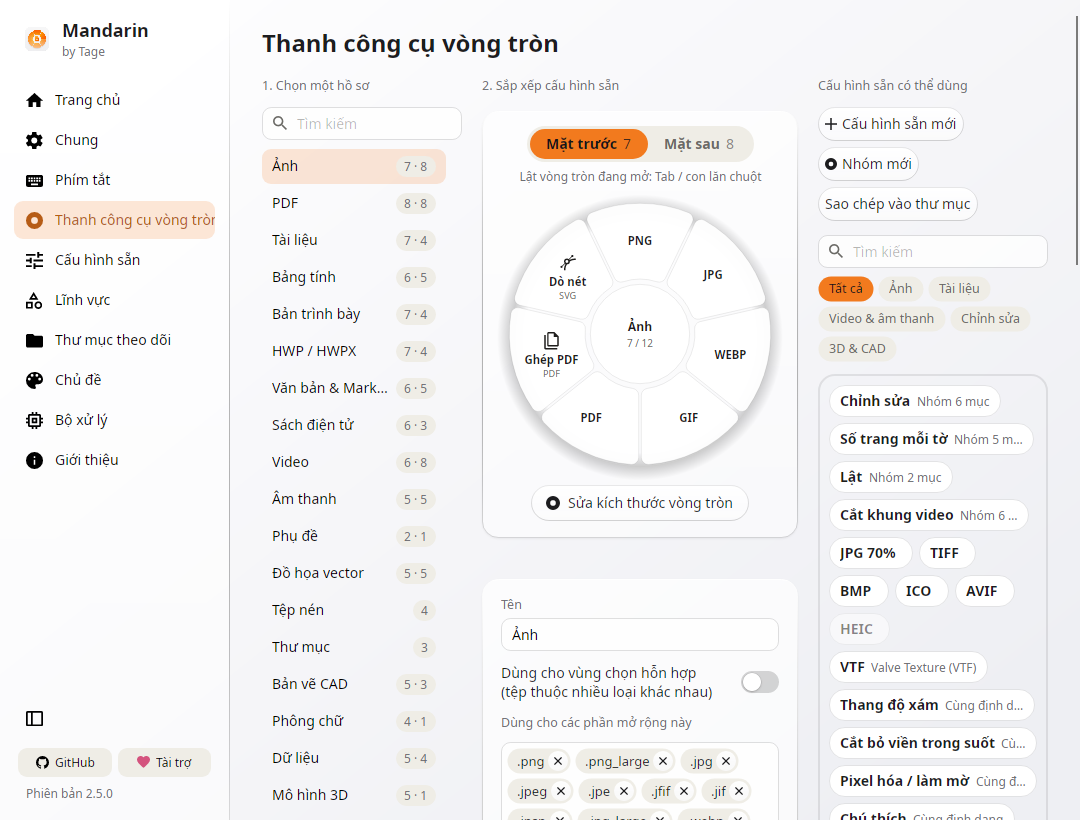 Mandarin
by Tage
Trang chủ
Chung
Phím tắt
Thanh công cụ vòng tròn
Cấu hình sẵn
Lĩnh vực
Thư mục theo dõi
Chủ đề
Bộ xử lý
Giới thiệu
GitHub
Tài trợ
Phiên bản 2.5.0
Thanh công cụ vòng tròn
1. Chọn một hồ sơ
Tìm kiếm
Ảnh 7 · 8
PDF 8 · 8
Tài liệu 7 · 4
Bảng tính 6 · 5
Bản trình bày 7 · 4
HWP / HWPX 7 · 4
Văn bản & Mark... 6 · 5
Sách điện tử 6 · 3
Video 6 · 8
Âm thanh 5 · 5
Phụ đề 2 · 1
Đồ họa vector 5 · 5
Tệp nén 4
Thư mục 3
Bản vẽ CAD 5 · 3
Phông chữ 4 · 1
Dữ liệu 5 · 4
Mô hình 3D 5 · 1
2. Sắp xếp cấu hình sẵn
Mặt trước 7 Mặt sau 8
Lật vòng tròn đang mở: Tab / con lăn chuột
PNG
JPG
WEBP
GIF
PDF
Ghép PDF
PDF
Dò nét
SVG
Ảnh
7 / 12
Sửa kích thước vòng tròn
Tên
Ảnh
Dùng cho vùng chọn hỗn hợp
(tệp thuộc nhiều loại khác nhau)
Dùng cho các phần mở rộng này
.png .png_large .jpg
.jpeg .jpe .jfif .jif
Cấu hình sẵn có thể dùng
Cấu hình sẵn mới
Nhóm mới
Sao chép vào thư mục
Tìm kiếm
Tất cả Ảnh Tài liệu
Video & âm thanh Chỉnh sửa
3D & CAD
Chỉnh sửa Nhóm 6 mục
Số trang mỗi tờ Nhóm 5 m...
Lật Nhóm 2 mục
Cắt khung video Nhóm 6 ...
JPG 70% TIFF
BMP ICO AVIF
HEIC
VTF Valve Texture (VTF)
Thang độ xám Cùng định d...
Cắt bỏ viền trong suốt Cù...
Pixel hóa / làm mờ Cùng đ...
Chú thích Cùng định dạng